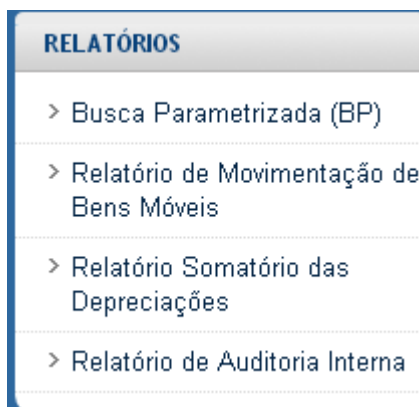 RELATÓRIOS
> Busca Parametrizada (BP)
> Relatório de Movimentação de
Bens Móveis
> Relatório Somatório das
Depreciações
> Relatório de Auditoria Interna